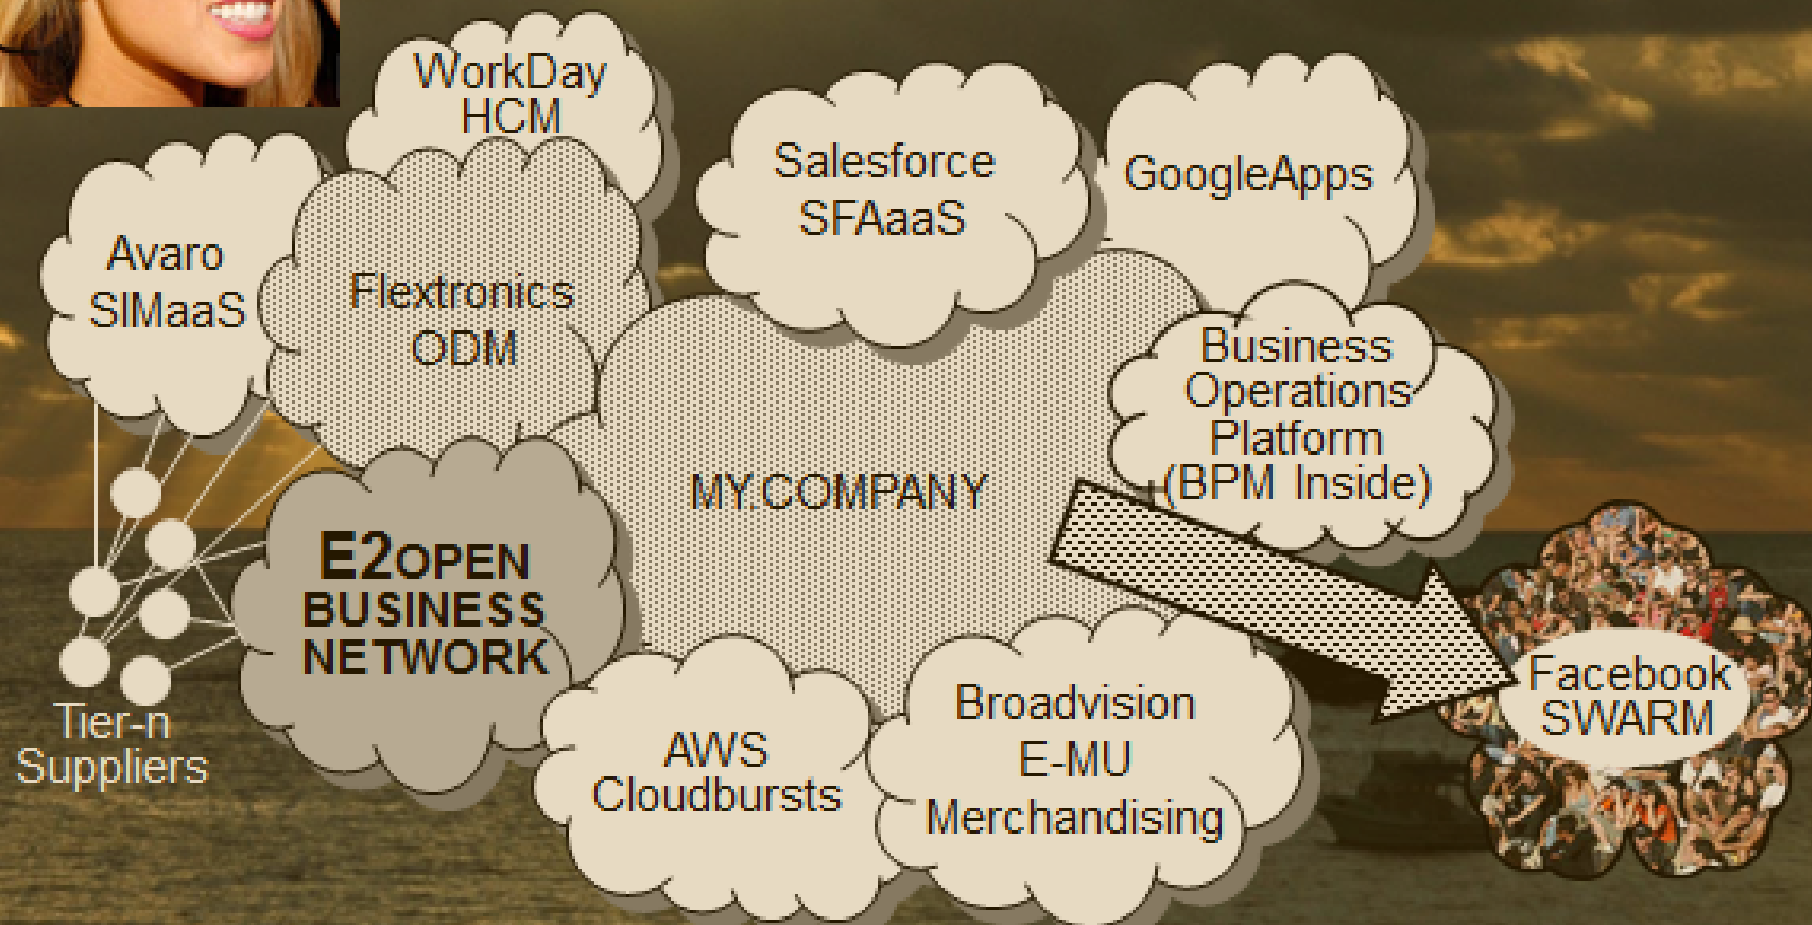 WorkDay
HCM
Salesforce
SFAaaS
GoogleApps
Avaro
SIMaaS
Flextronics
ODM
Business
Operations
Platform
(BPM Inside)
MY.COMPANY
E2OPEN
BUSINESS
NETWORK
Tier-n
Suppliers
AWS
Cloudbursts
Broadvision
E-MU
Merchandising
Facebook
SWARM